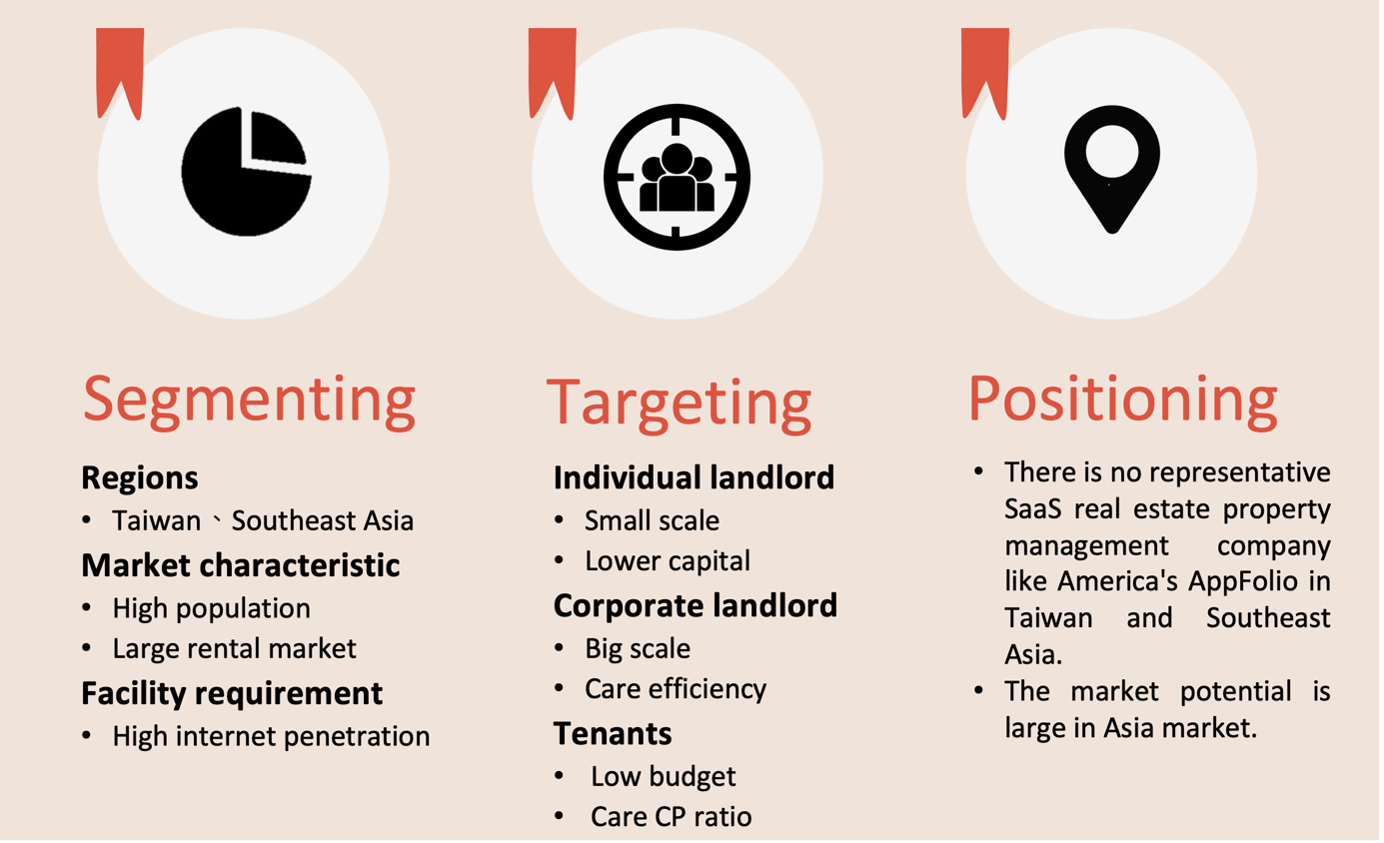 Segmenting
Regions
• Taiwan、Southeast Asia
Market characteristic
• High population
• Large rental market
Facility requirement
• High internet penetration
Targeting
Individual landlord
• Small scale
• Lower capital
Corporate landlord
• Big scale
• Care efficiency
Tenants
• Low budget
• Care CP ratio
Positioning
• There is no representative
SaaS real estate property
management company
like America's AppFolio in
Taiwan and Southeast
Asia.
• The market potential is
large in Asia market.